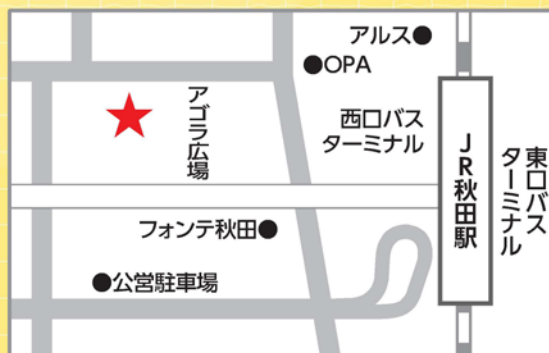 アルス●
●OPA
アゴラ広場
西口バス
ターミナル
JR秋田駅
東口バス
ターミナル
フォンテ秋田●
●公営駐車場